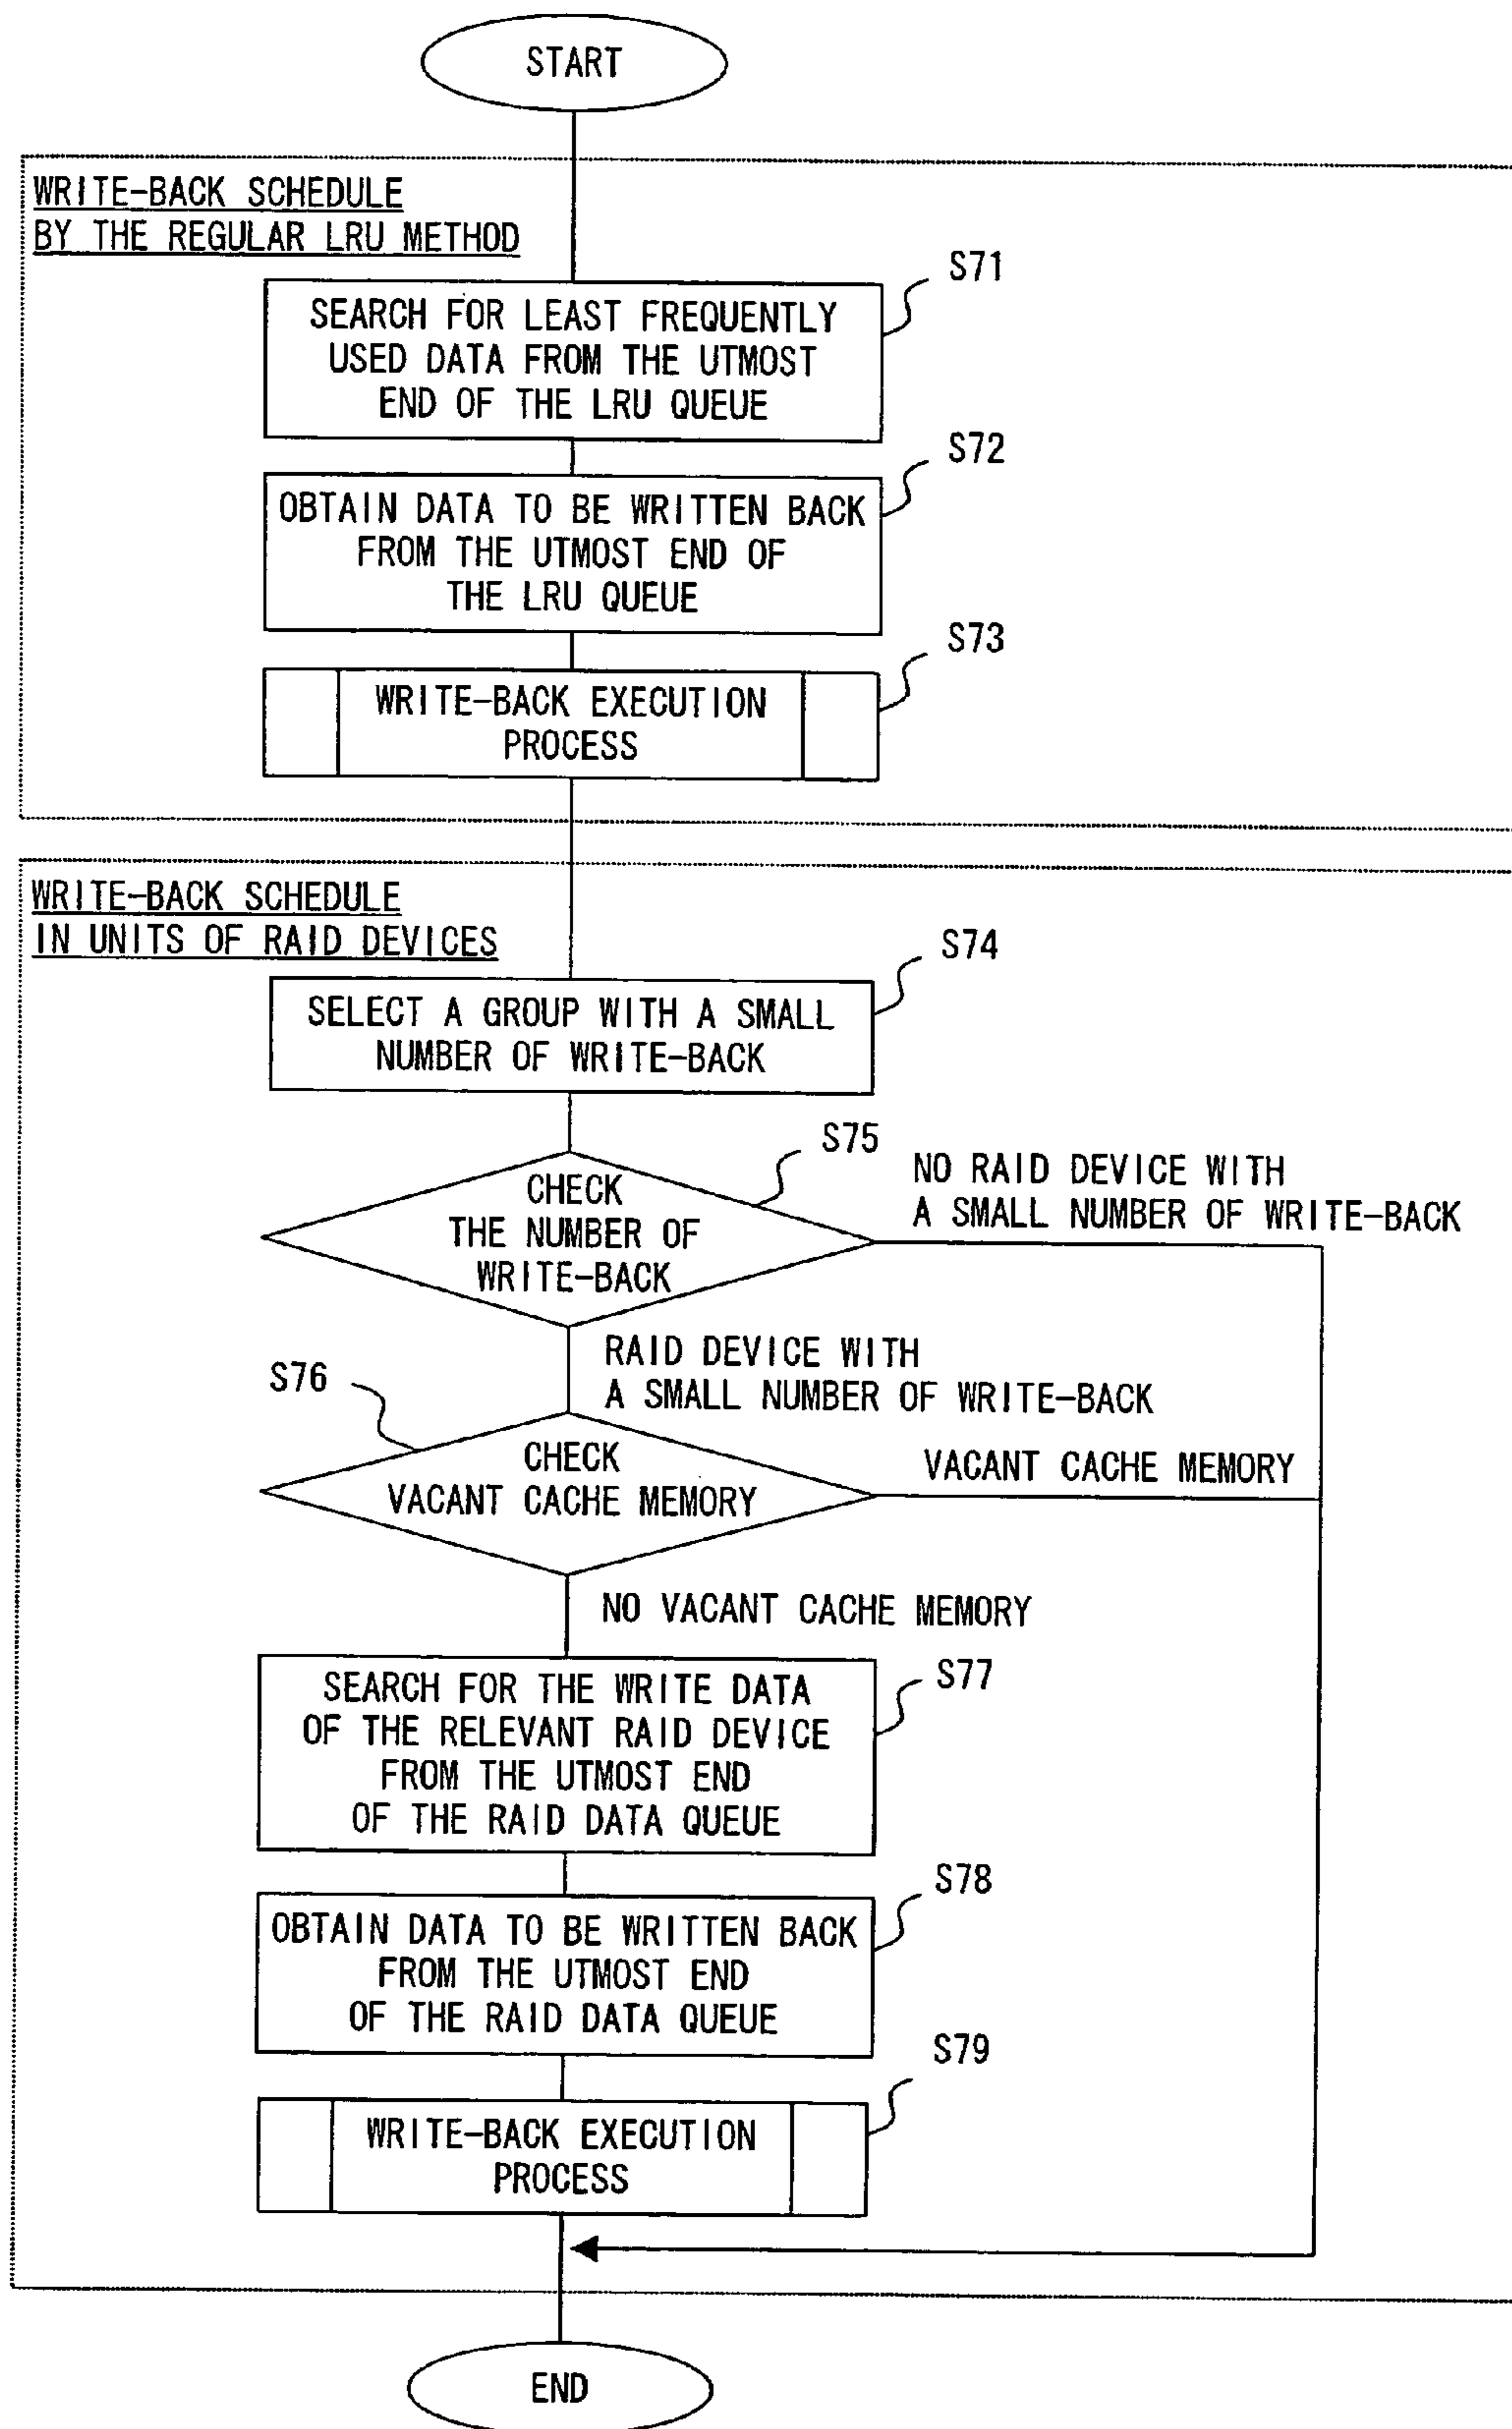 START
WRITE-BACK SCHEDULE
BY THE REGULAR LRU METHOD
S71
SEARCH FOR LEAST FREQUENTLY
USED DATA FROM THE UTMOST
END OF THE LRU QUEUE
S72
OBTAIN DATA TO BE WRITTEN BACK
FROM THE UTMOST END OF
THE LRU QUEUE
S73
WRITE-BACK EXECUTION
PROCESS
WRITE-BACK SCHEDULE
IN UNITS OF RAID DEVICES
S74
SELECT A GROUP WITH A SMALL
NUMBER OF WRITE-BACK
S75
CHECK
THE NUMBER OF
WRITE-BACK
NO RAID DEVICE WITH
A SMALL NUMBER OF WRITE-BACK
RAID DEVICE WITH
A SMALL NUMBER OF WRITE-BACK
S76
CHECK
VACANT CACHE MEMORY
VACANT CACHE MEMORY
NO VACANT CACHE MEMORY
S77
SEARCH FOR THE WRITE DATA
OF THE RELEVANT RAID DEVICE
FROM THE UTMOST END
OF THE RAID DATA QUEUE
S78
OBTAIN DATA TO BE WRITTEN BACK
FROM THE UTMOST END
OF THE RAID DATA QUEUE
S79
WRITE-BACK EXECUTION
PROCESS
END